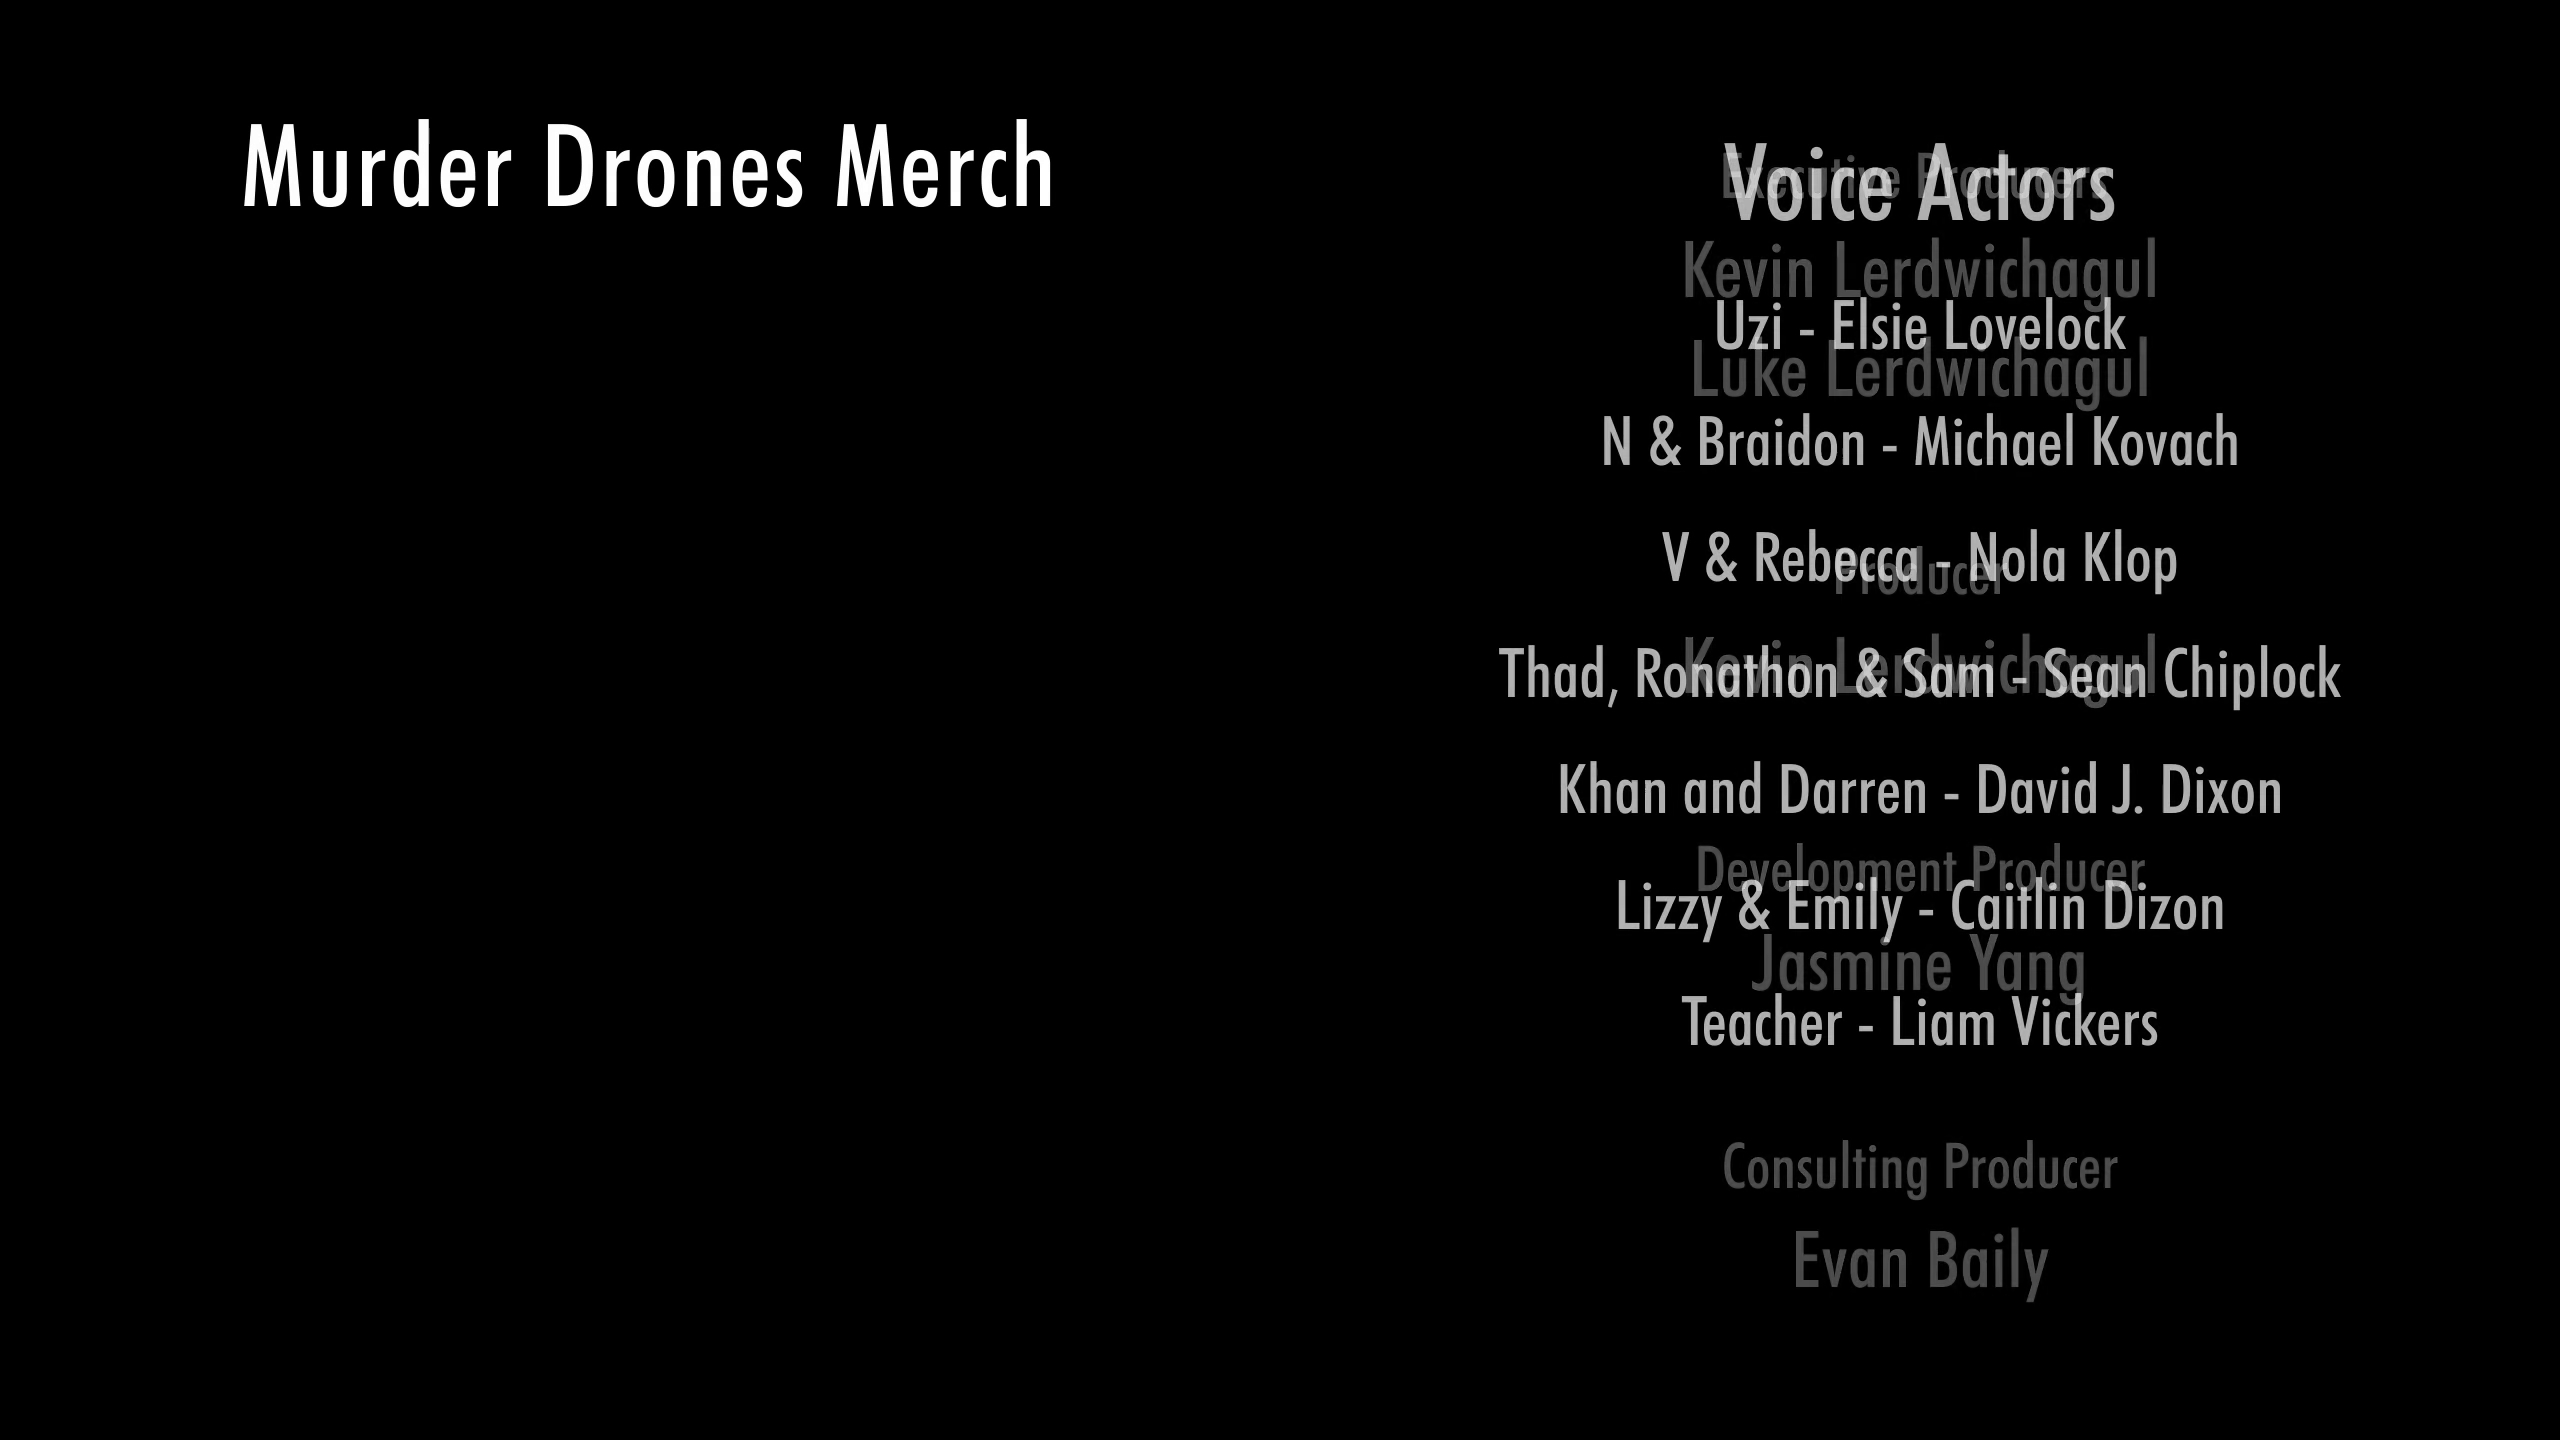 Murder Drones Merch
Voice Actors
Uzi - Elsie Lovelock
N & Braidon - Michael Kovach
V & Rebecca - Nola Klop
Thad, Ronathon & Sam - Sean Chiplock
Khan and Darren - David J. Dixon
Lizzy & Emily - Caitlin Dizon
Teacher - Liam Vickers
Executive Producers
Kevin Lerdwichagul
Luke Lerdwichagul
Producer
Kevin Lerdwichagul
Development Producer
Jasmine Yang
Consulting Producer
Evan Baily